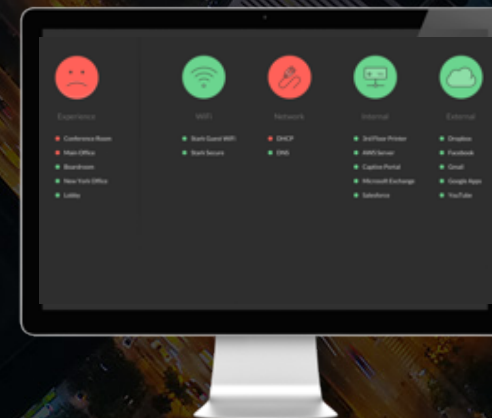 Experience
Conference Room
Main Office
Boardroom
New York Office
Lobby
WiFi
Stark Guest WiFi
Stark Secure
Network
DHCP
DNS
Internal
3rd Floor Printer
AWS Server
Captive Portal
Microsoft Exchange
Salesforce
External
Dropbox
Facebook
Gmail
Google Apps
YouTube